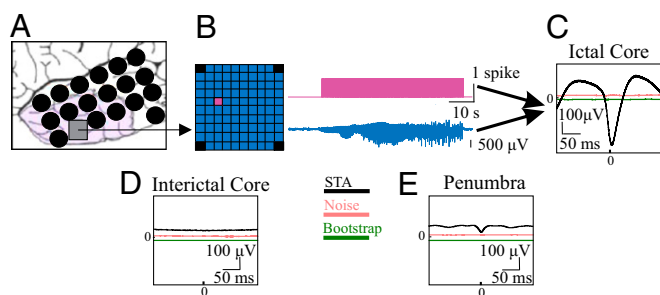 A
B
C
Ictal Core
1 spike
10 s
500 µV
0
100µV
50 ms
0
D
Interictal Core
0
100 µV
50 ms
0
STA
Noise
Bootstrap
E
Penumbra
0
100 µV
50 ms
0